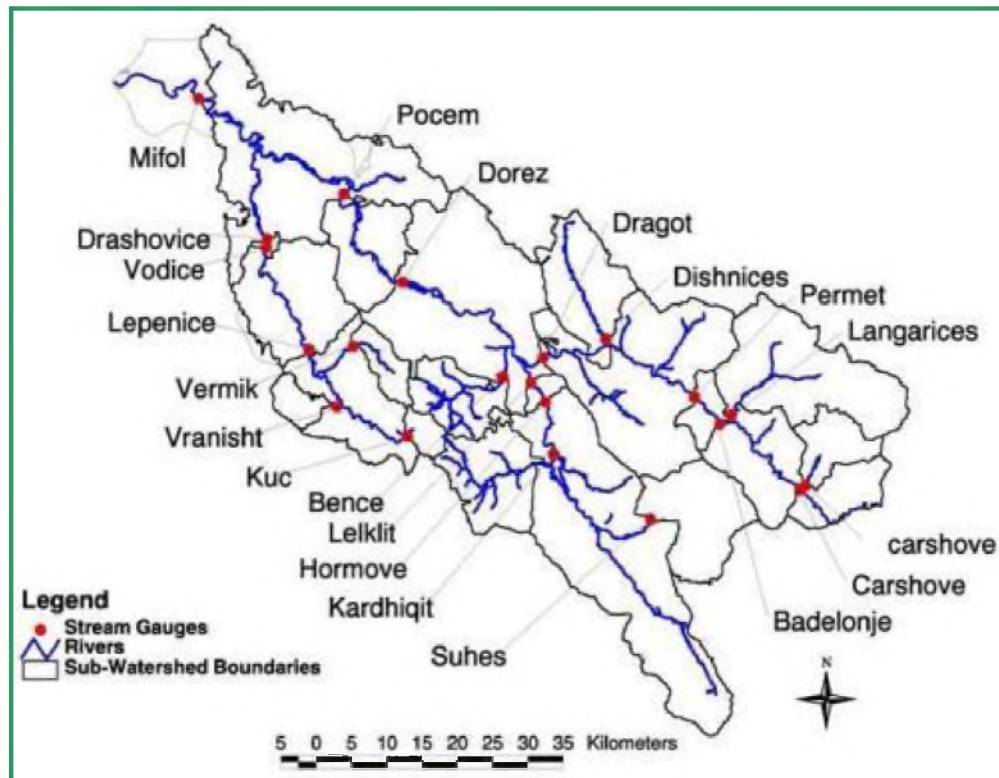 Pocem
Mifol
Dorez
Dragot
Drashovice
Vodice
Dishnices
Permet
Lepenice
Langarices
Vermik
Vranisht
Kuc
Bence
Lelklit
Hormove
Kardhiqit
Suhes
carshove
Carshove
Badelonje
Legend
Stream Gauges
Rivers
Sub-Watershed Boundaries
N
5 0 5 10 15 20 25 30 35 Kilometers